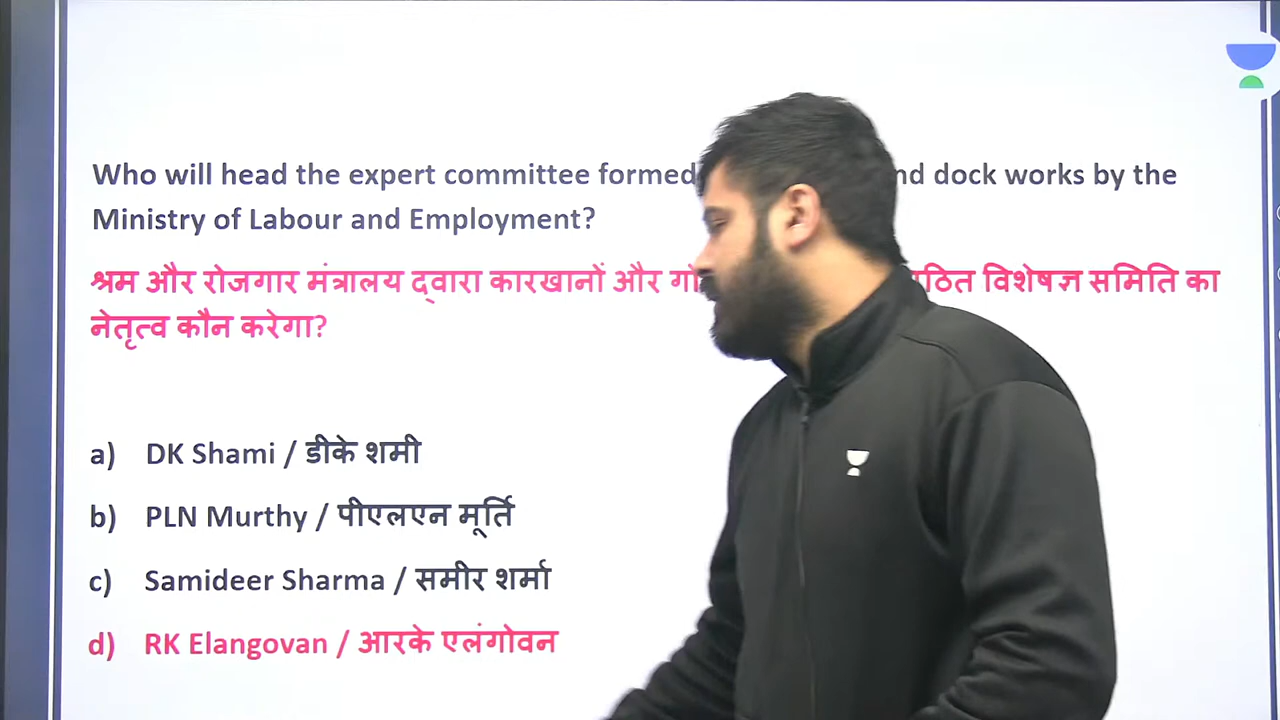 Who will head the expert committee formed nd dock works by the
Ministry of Labour and Employment?
श्रम और रोजगार मंत्रालय द्वारा कारखानों और गो ठित विशेषज्ञ समिति का
नेतृत्व कौन करेगा?
a) DK Shami / डीके शमी
b) PLN Murthy / पीएलएन मूर्ति
c) Samideer Sharma / समीर शर्मा
d) RK Elangovan / आरके एलंगोवन